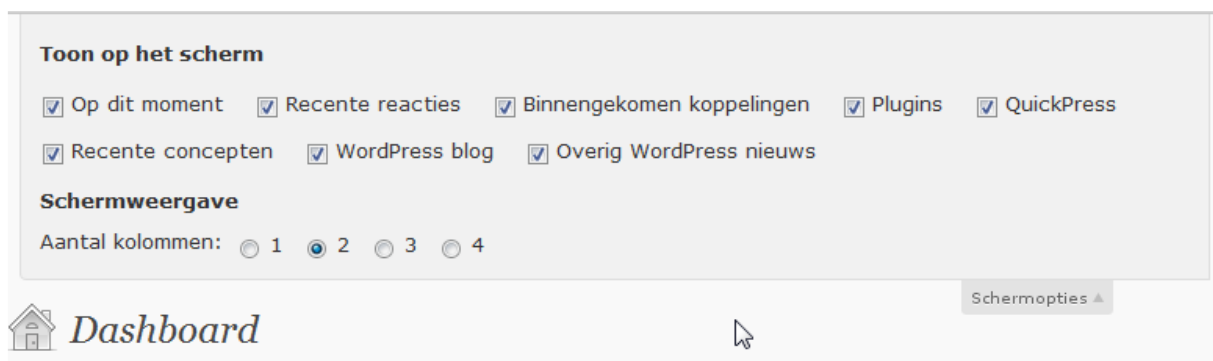 Toon op het scherm
Op dit moment Recente reacties Binnengekomen koppelingen Plugins QuickPress
Recente concepten WordPress blog Overig WordPress nieuws
Schermweergave
Aantal kolommen: 1 2 3 4
Schermopties
Dashboard